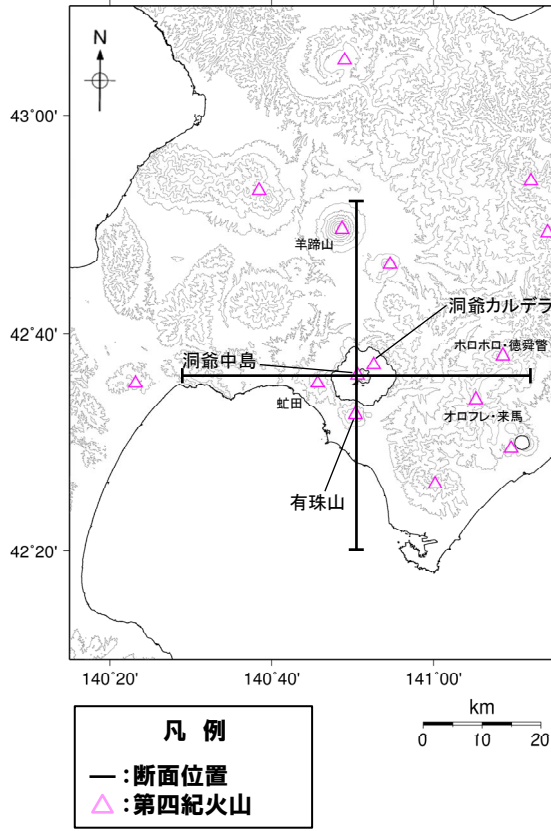 N
43°00'
羊蹄山
42°40'
洞爺カルデラ
洞爺中島
ホロホロ・徳舜瞥
虻田
オロフレ・来馬
有珠山
42°20'
140°20'
140°40'
141°00'
km
0 10 20
凡 例
―:断面位置
△:第四紀火山